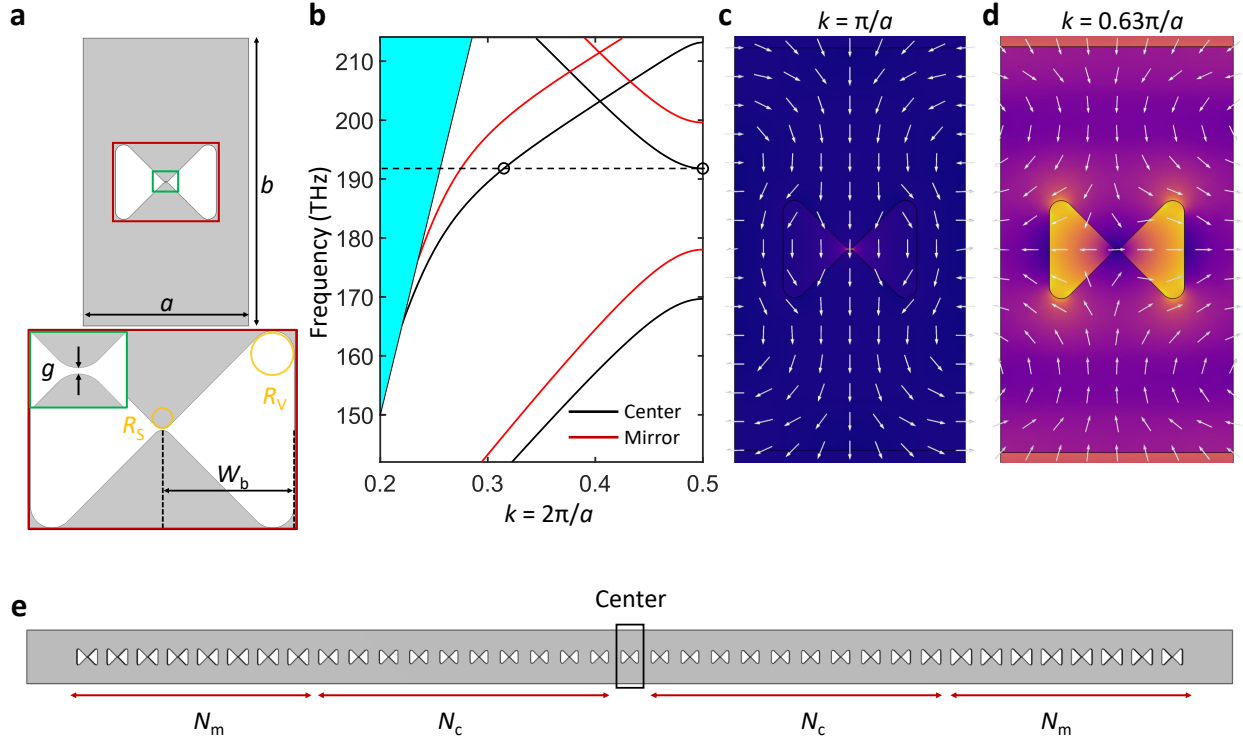 a
b
a
g
R_S
R_V
W_b
b
Frequency (THz)
210
200
190
180
170
160
150
0.2
0.3
0.4
0.5
k = 2π/a
Center
Mirror
c
k = π/a
d
k = 0.63π/a
e
Center
N_m
N_c
N_c
N_m